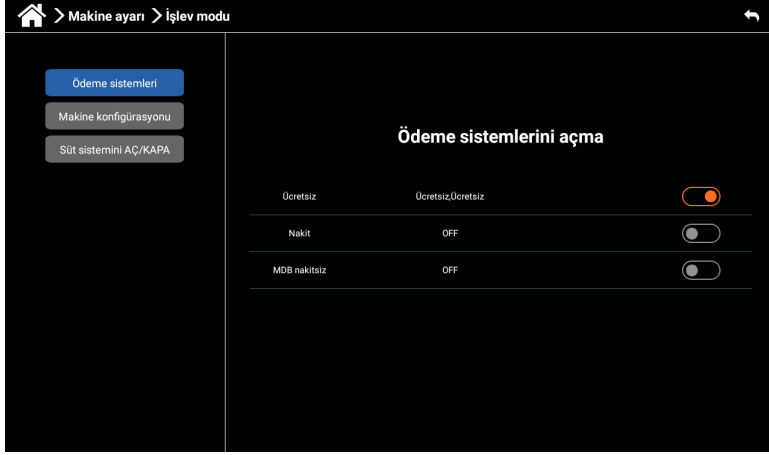 Makine ayarı İşlev modu
Ödeme sistemleri
Makine konfigürasyonu
Süt sistemini AÇ/KAPA
Ödeme sistemlerini açma
Ücretsiz Ücretsiz,Ücretsiz
Nakit OFF
MDB nakitsiz OFF